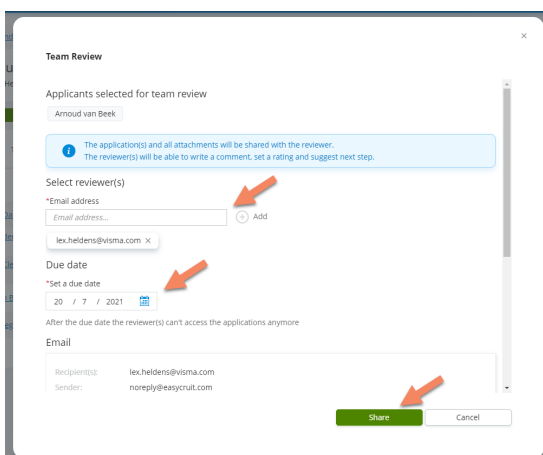 ×
Team Review
Applicants selected for team review
Arnoud van Beek
The application(s) and all attachments will be shared with the reviewer.
The reviewer(s) will be able to write a comment, set a rating and suggest next step.
Select reviewer(s)
*Email address
Email address... + Add
lex.heldens@visma.com ×
Due date
*Set a due date
20 / 7 / 2021
After the due date the reviewer(s) can't access the applications anymore
Email
Recipient(s): lex.heldens@visma.com
Sender: noreply@easycruit.com
Share Cancel